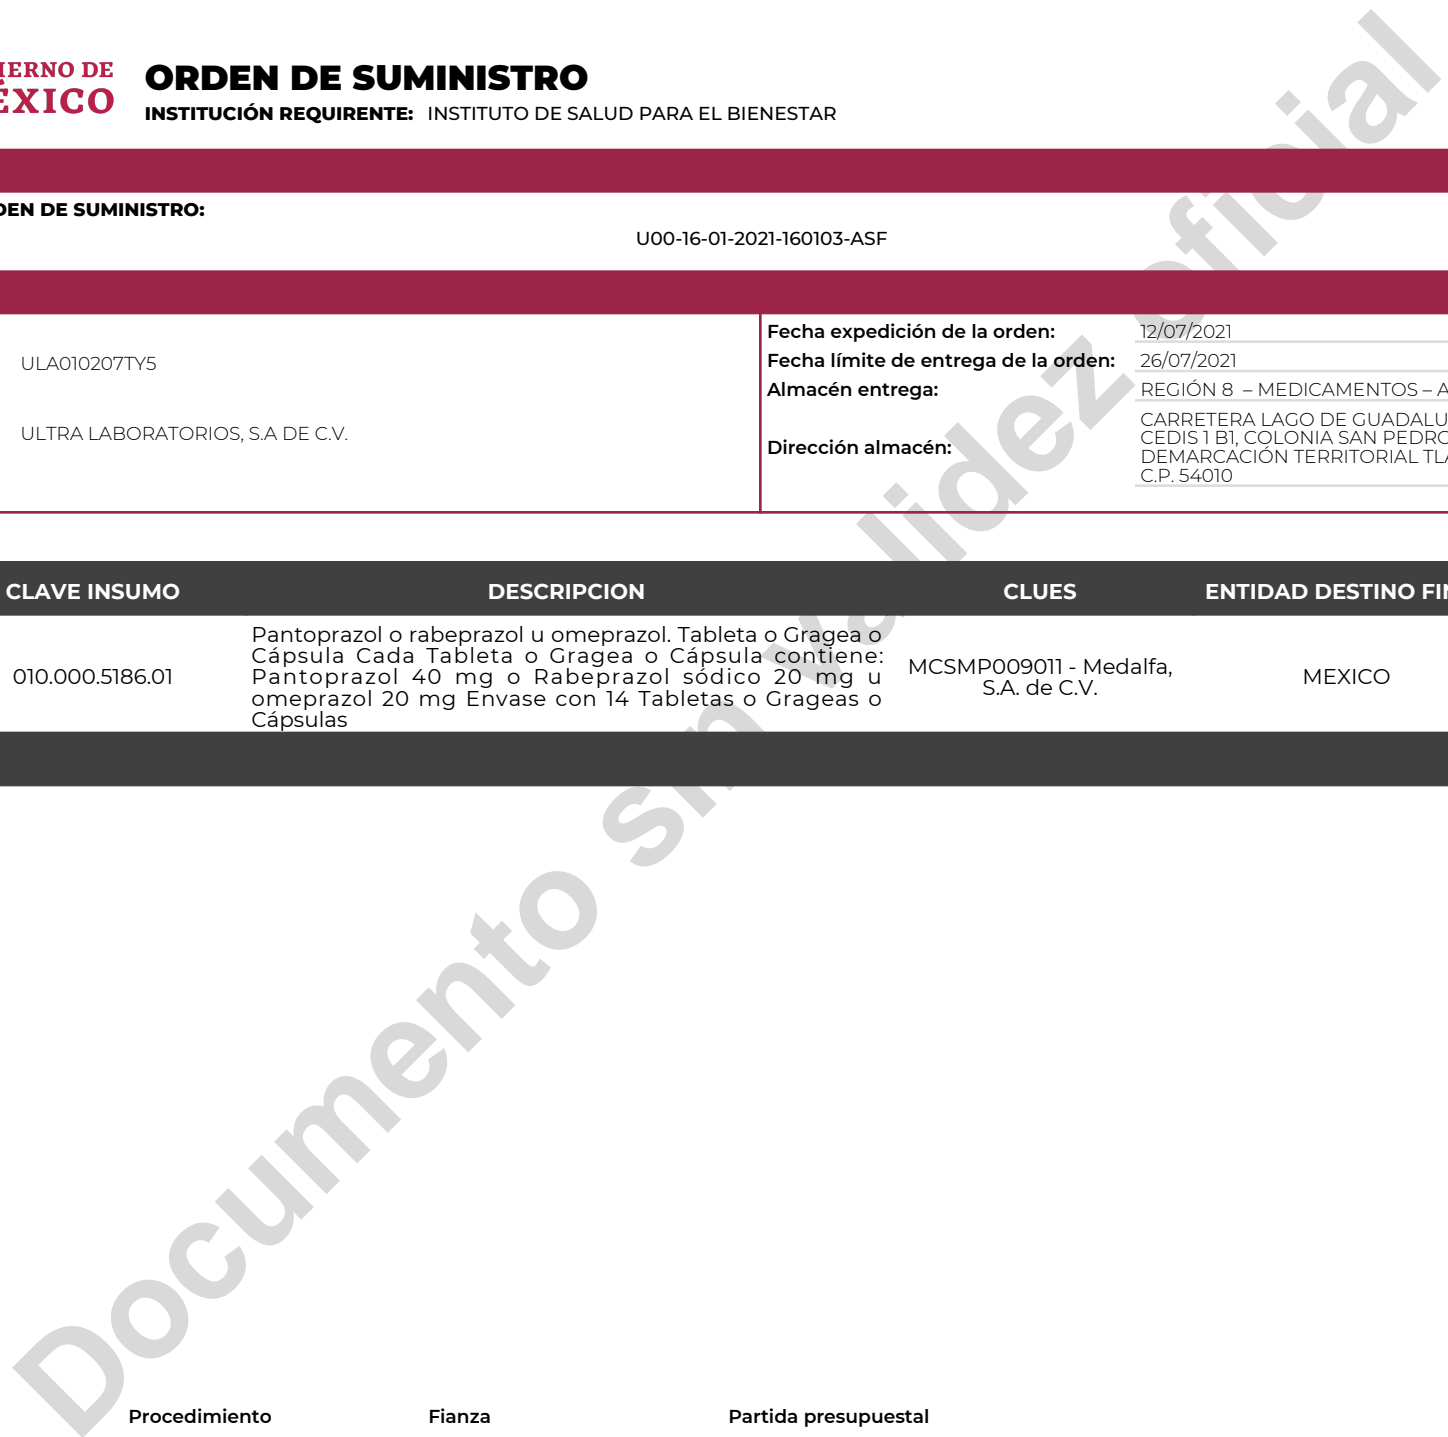 IERNO DE
ÉXICO
ORDEN DE SUMINISTRO
INSTITUCIÓN REQUIRENTE: INSTITUTO DE SALUD PARA EL BIENESTAR
DEN DE SUMINISTRO:
U00-16-01-2021-160103-ASF
ULA010207TY5
ULTRA LABORATORIOS, S.A DE C.V.
Fecha expedición de la orden: 12/07/2021
Fecha límite de entrega de la orden: 26/07/2021
Almacén entrega: REGIÓN 8 – MEDICAMENTOS – A
Dirección almacén:
CARRETERA LAGO DE GUADALU
CEDIS 1 B1, COLONIA SAN PEDRO
DEMARCACIÓN TERRITORIAL TLA
C.P. 54010
CLAVE INSUMO DESCRIPCION CLUES ENTIDAD DESTINO FIN
010.000.5186.01
Pantoprazol o rabeprazol u omeprazol. Tableta o Gragea o
Cápsula Cada Tableta o Gragea o Cápsula contiene:
Pantoprazol 40 mg o Rabeprazol sódico 20 mg u
omeprazol 20 mg Envase con 14 Tabletas o Grageas o
Cápsulas
MCSMP009011 - Medalfa,
S.A. de C.V.
MEXICO
Documento sin validez oficial
Procedimiento Fianza Partida presupuestal